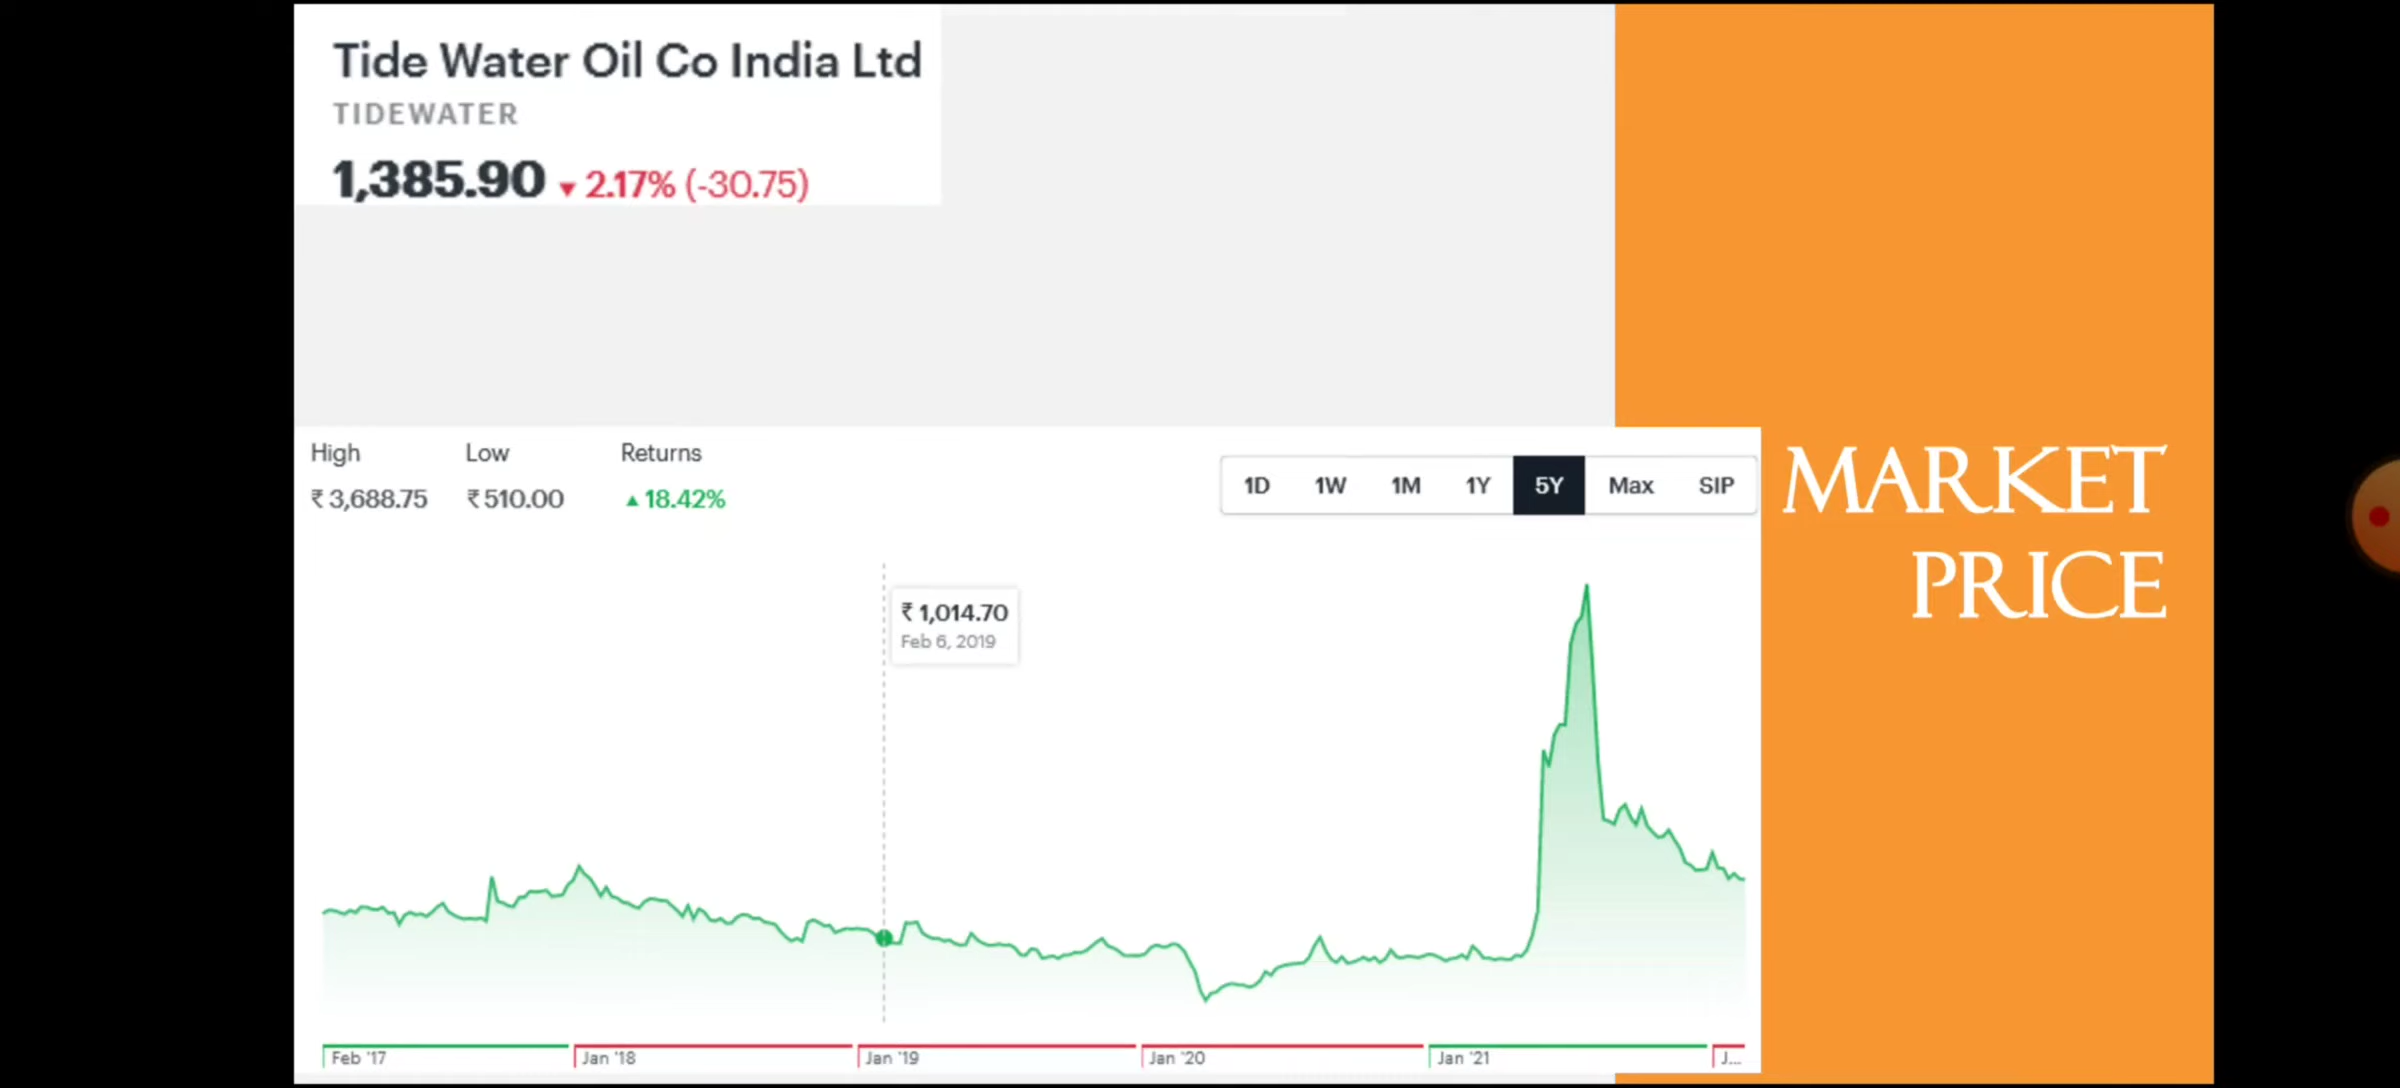 Tide Water Oil Co India Ltd
TIDEWATER
1,385.90 ▼ 2.17% (-30.75)
High Low Returns
₹ 3,688.75 ₹ 510.00 ▲ 18.42%
1D 1W 1M 1Y 5Y Max SIP
MARKET
PRICE
₹ 1,014.70
Feb 6, 2019
Feb '17 Jan '18 Jan '19 Jan '20 Jan '21 J...